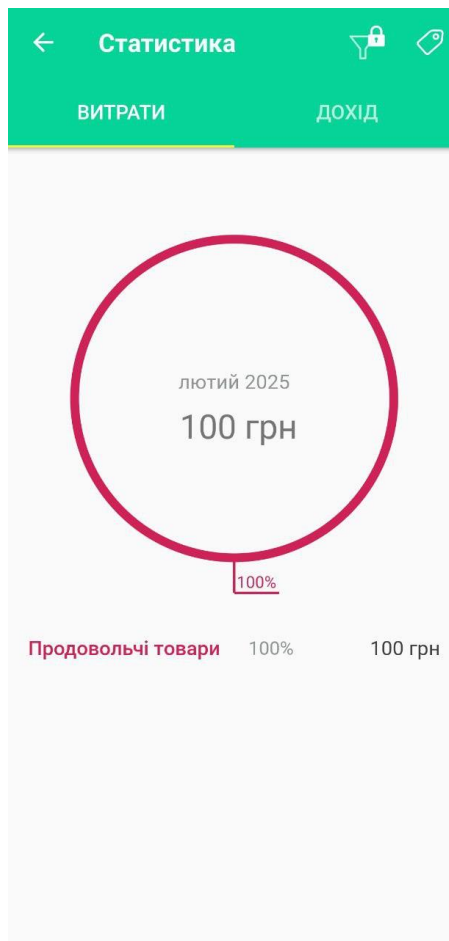 Статистика
ВИТРАТИ ДОХІД
лютий 2025
100 грн
100%
Продовольчі товари 100% 100 грн